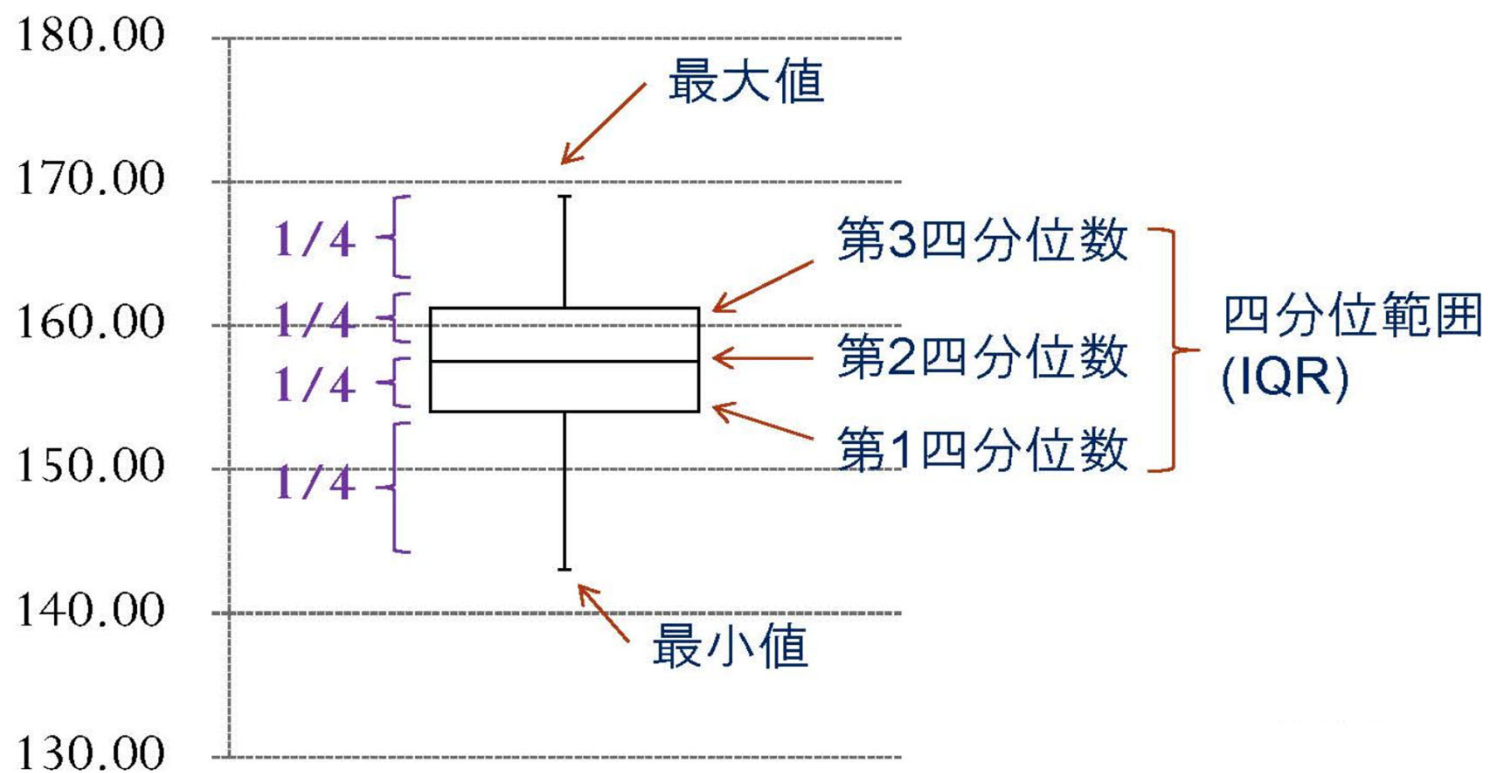 180.00
最大値
170.00
1/4
第3四分位数
160.00
1/4
四分位範囲
(IQR)
第2四分位数
1/4
第1四分位数
150.00
1/4
140.00
最小値
130.00